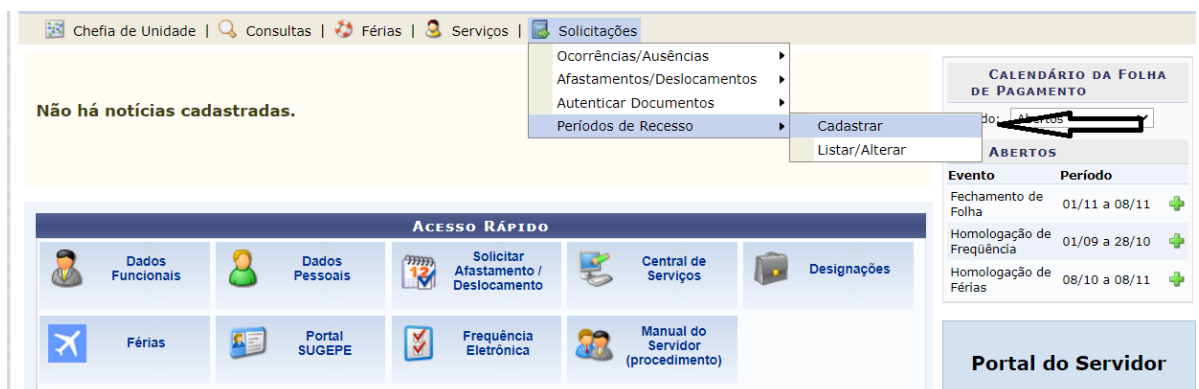 Chefia de Unidade | Consultas | Férias | Serviços | Solicitações
Ocorrências/Ausências
Afastamentos/Deslocamentos
Autenticar Documentos
Períodos de Recesso
Cadastrar
Listar/Alterar
Não há notícias cadastradas.
CALENDÁRIO DA FOLHA
DE PAGAMENTO
do: Abertos
ABERTOS
Evento Período
Fechamento de
Folha
01/11 a 08/11
Homologação de
Freqüência
01/09 a 28/10
Homologação de
Férias
08/10 a 08/11
ACESSO RÁPIDO
Dados
Funcionais
Dados
Pessoais
Solicitar
Afastamento /
Deslocamento
Central de
Serviços
Designações
Férias
Portal
SUGEPE
Frequência
Eletrônica
Manual do
Servidor
(procedimento)
Portal do Servidor